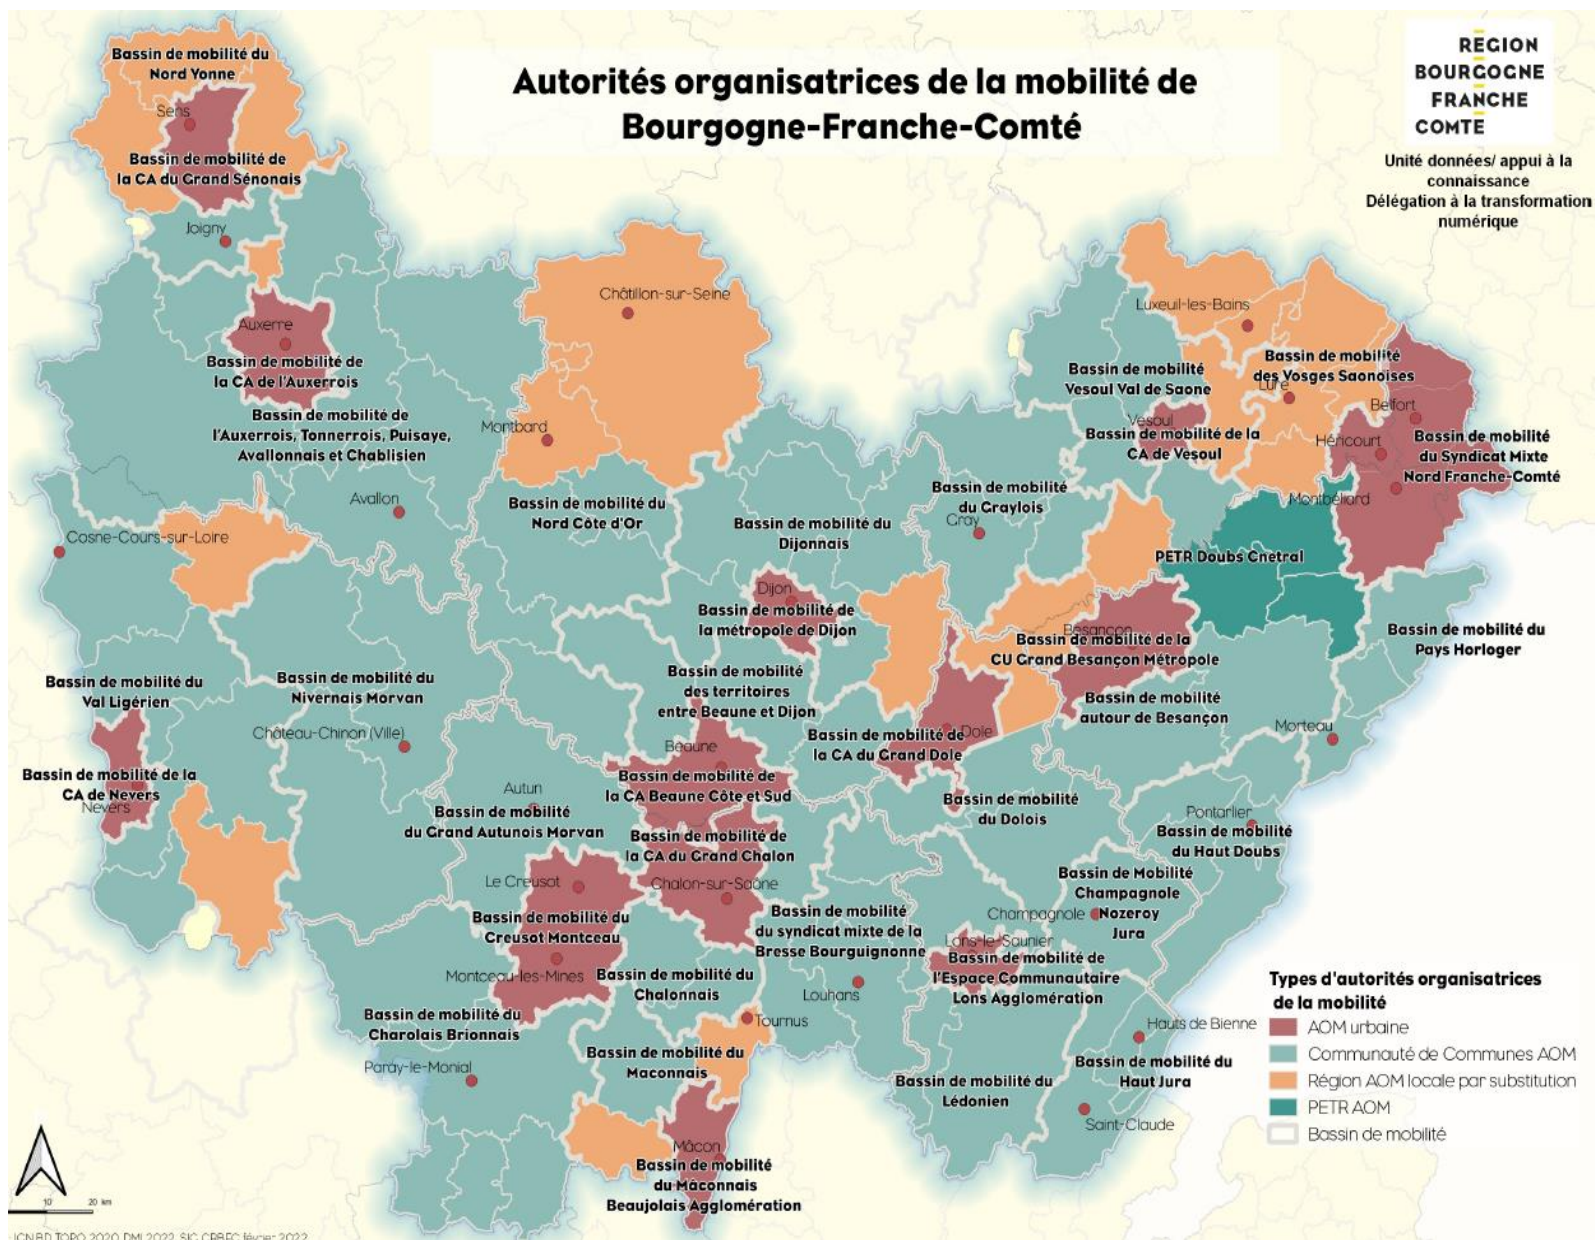 Autorités organisatrices de la mobilité de
Bourgogne-Franche-Comté
RÉGION
BOURGOGNE
FRANCHE
COMTE
Unité données/ appui à la
connaissance
Délégation à la transformation
numérique
Bassin de mobilité du
Nord Yonne
Sens
Bassin de mobilité de
la CA du Grand Sénonais
Joigny
Auxerre
Bassin de mobilité de
la CA de l'Auxerrois
Bassin de mobilité de
l'Auxerrois, Tonnerrois, Puisaye,
Avallonnais et Chablisien
Châtillon-sur-Seine
Montbard
Avallon
Cosne-Cours-sur-Loire
Bassin de mobilité du
Nord Côte d'Or
Luxeuil-les-Bains
Bassin de mobilité
des Vosges Saonoises
Lure
Bassin de mobilité
Vesoul Val de Saone
Vesoul
Bassin de mobilité de la
CA de Vesoul
Belfort
Héricourt
Bassin de mobilité
du Syndicat Mixte
Nord Franche-Comté
Montbéliard
Bassin de mobilité
du Graylois
Gray
Bassin de mobilité du
Dijonnais
PETR Doubs Cnetral
Dijon
Bassin de mobilité de
la métropole de Dijon
Besançon
Bassin de mobilité de la
CU Grand Besançon Métropole
Bassin de mobilité du
Pays Horloger
Bassin de mobilité du
Val Ligérien
Bassin de mobilité du
Nivernais Morvan
Bassin de mobilité
des territoires
entre Beaune et Dijon
Bassin de mobilité
autour de Besançon
Château-Chinon (Ville)
Morteau
Bassin de mobilité de
la CA du Grand Dole
Dole
Beaune
Bassin de mobilité de
la CA Beaune Côte et Sud
Bassin de mobilité de la
CA de Nevers
Nevers
Autun
Bassin de mobilité
du Grand Autunois Morvan
Bassin de mobilité
du Dolois
Pontarlier
Bassin de mobilité
du Haut Doubs
Bassin de mobilité de
la CA du Grand Chalon
Chalon-sur-Saône
Le Creusot
Bassin de mobilité du
Creusot Montceau
Montceau-les-Mines
Bassin de Mobilité
Champagnole
Nozeroy
Jura
Champagnole
Bassin de mobilité
du syndicat mixte de la
Bresse Bourguignonne
Louhans
Lons-le-Saunier
Bassin de mobilité de
l'Espace Communautaire
Lons Agglomération
Bassin de mobilité du
Chalonnais
Bassin de mobilité du
Charolais Brionnais
Tournus
Paray-le-Monial
Bassin de mobilité du
Maconnais
Hauts de Bienne
Bassin de mobilité du
Haut Jura
Bassin de mobilité du
Lédonien
Saint-Claude
Mâcon
Bassin de mobilité
du Mâconnais
Beaujolais Agglomération
Types d'autorités organisatrices
de la mobilité
AOM urbaine
Communauté de Communes AOM
Région AOM locale par substitution
PETR AOM
Bassin de mobilité
10 20 km
IGN BD TOPO 2020, DMI 2022, SIG CRBFC février 2022